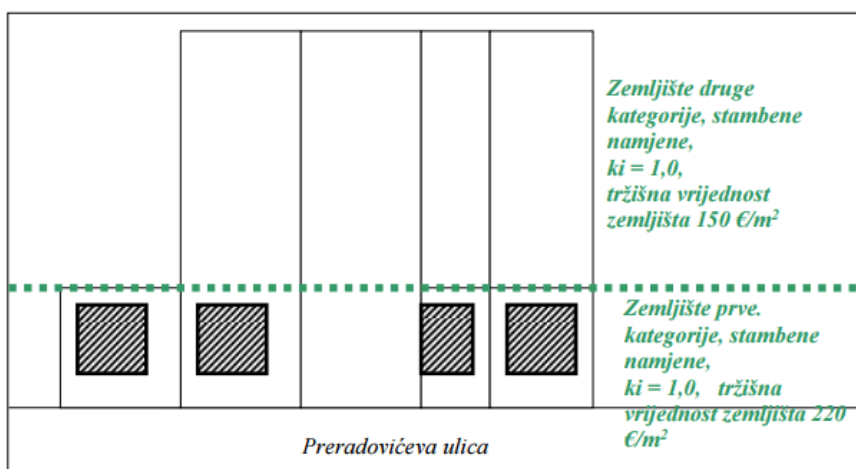 Zemljište druge
kategorije, stambene
namjene,
ki = 1,0,
tržišna vrijednost
zemljišta 150 €/m²
Zemljište prve.
kategorije, stambene
namjene,
ki = 1,0, tržišna
vrijednost zemljišta 220
€/m²
Preradovićeva ulica